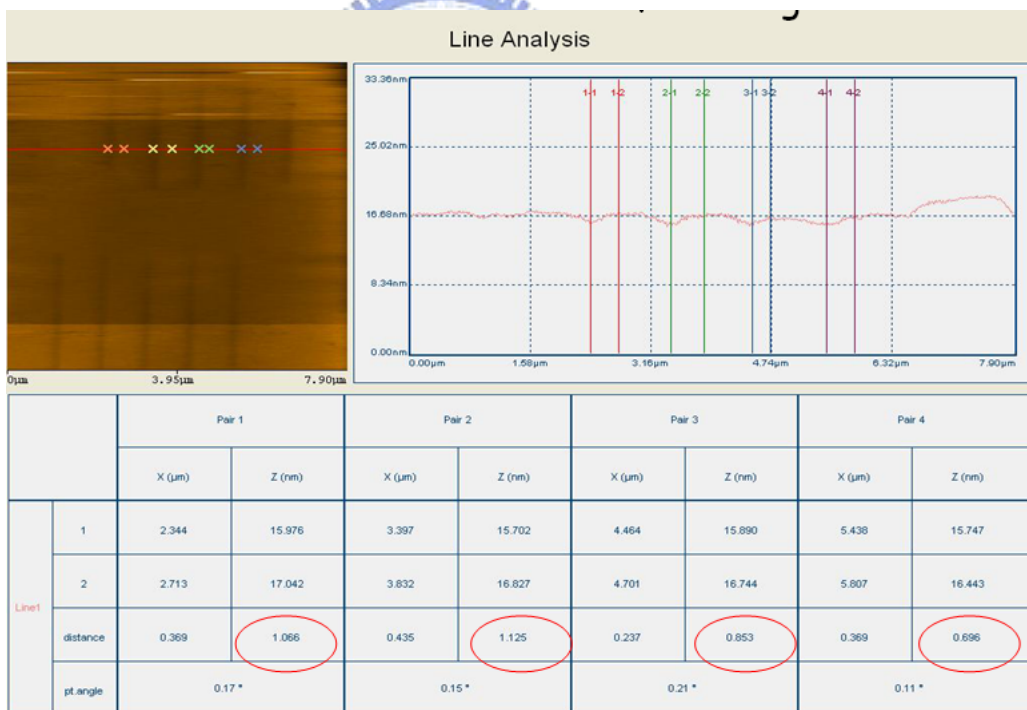 Line Analysis
33.36nm
25.02nm
16.68nm
8.34nm
0.00nm
1-1 1-2 2-1 2-2 3-1 3-2 4-1 4-2
0.00µm 1.58µm 3.16µm 4.74µm 6.32µm 7.90µm
0µm 3.95µm 7.90µm
Pair 1 Pair 2 Pair 3 Pair 4
X (µm) Z (nm) X (µm) Z (nm) X (µm) Z (nm) X (µm) Z (nm)
Line1
1 2.344 15.976 3.397 15.702 4.464 15.890 5.438 15.747
2 2.713 17.042 3.832 16.827 4.701 16.744 5.807 16.443
distance 0.369 1.066 0.435 1.125 0.237 0.853 0.369 0.696
pt.angle 0.17 ° 0.15 ° 0.21 ° 0.11 °